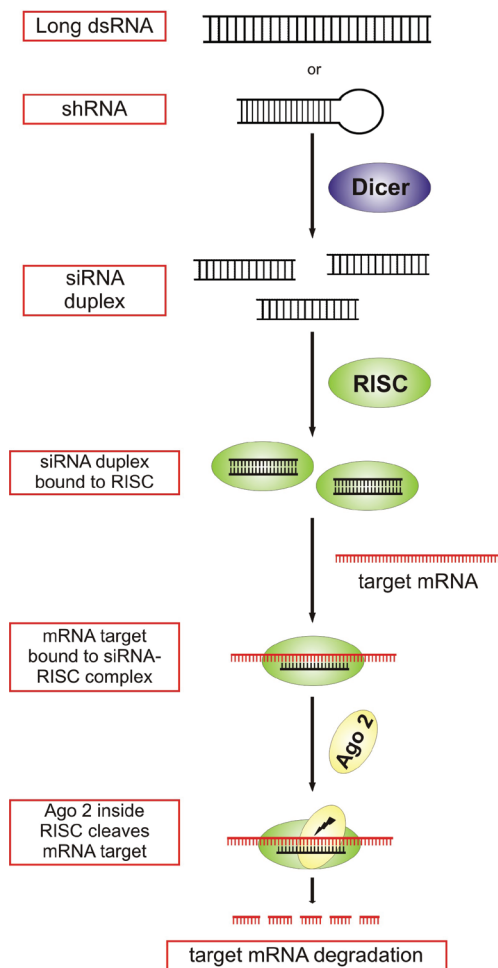 Long dsRNA
or
shRNA
Dicer
siRNA
duplex
RISC
siRNA duplex
bound to RISC
target mRNA
mRNA target
bound to siRNA-
RISC complex
Ago 2
Ago 2 inside
RISC cleaves
mRNA target
target mRNA degradation